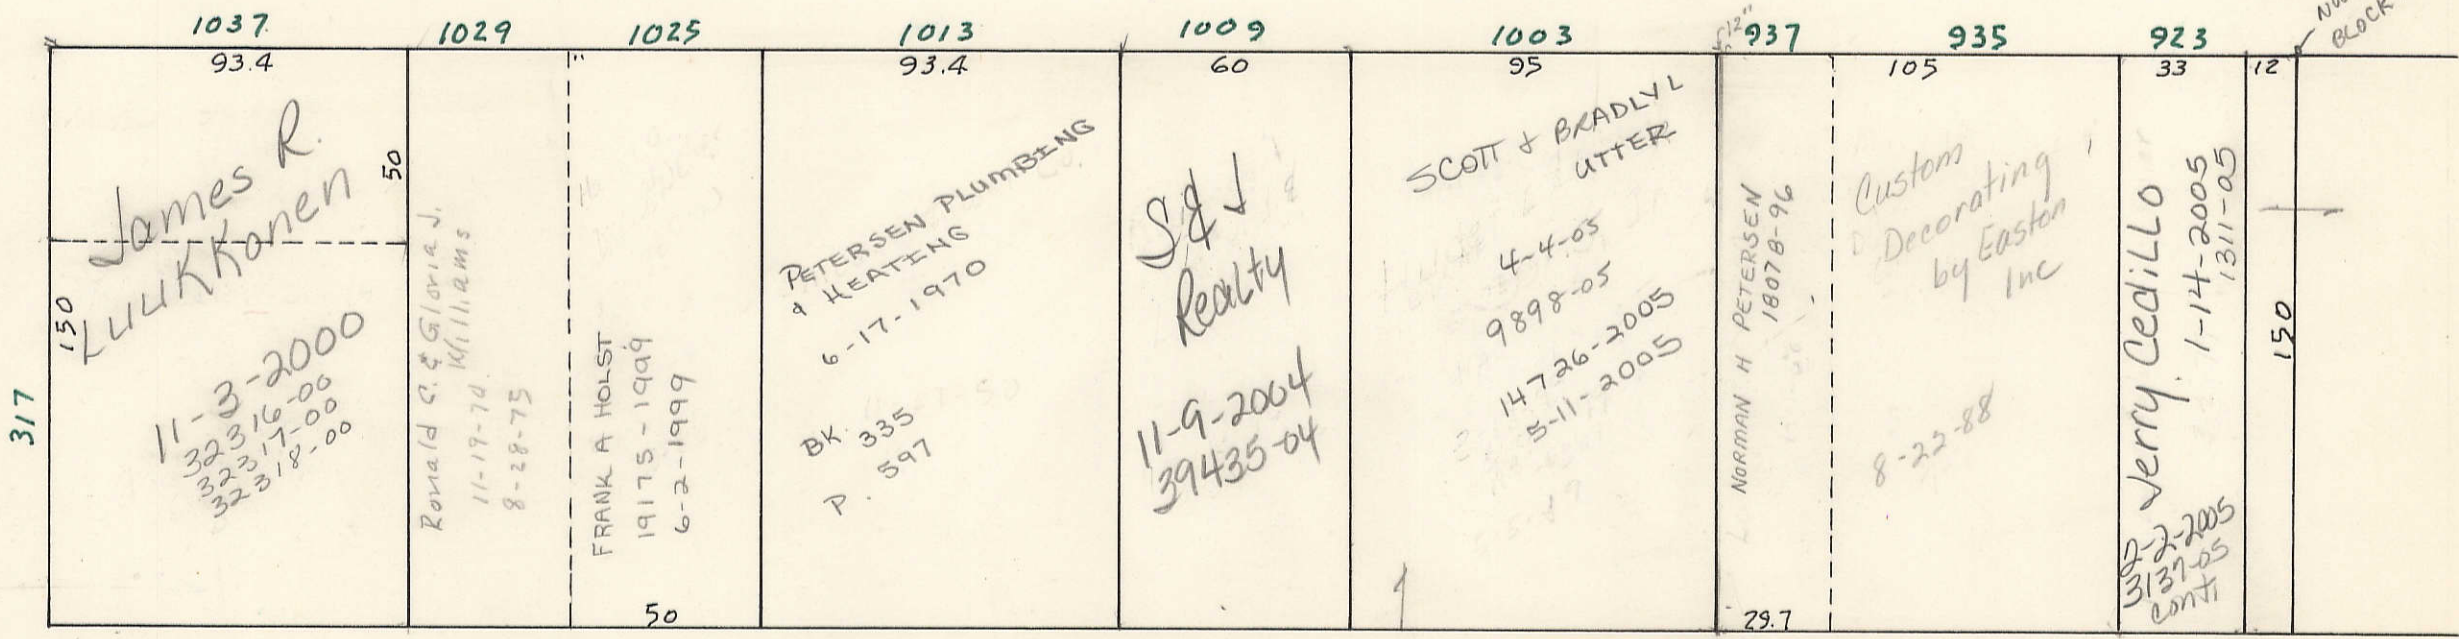 1037
1029
1025
1013
1009
1003
12"
937
935
923
BLOCK
93.4
93.4
60
95
105
33
12
James R.
Luukkonen
50
150
11-3-2000
32316-00
32317-00
32318-00
317
Ronald C. & Gloria J.
Williams
11-19-70
8-28-75
FRANK A HOLST
19175-1999
6-2-1999
50
PETERSEN PLUMBING
& HEATING
6-17-1970
BK. 335
P. 597
S & J
Realty
11-9-2004
39435-04
SCOTT & BRADLY L
UTTER
4-4-05
9898-05
14726-2005
5-11-2005
NORMAN H PETERSEN
18078-96
29.7
Custom
Decorating
by Easton
Inc
8-22-88
Jerry Cedillo
1-14-2005
1311-05
2-2-2005
3137-05
conti
150